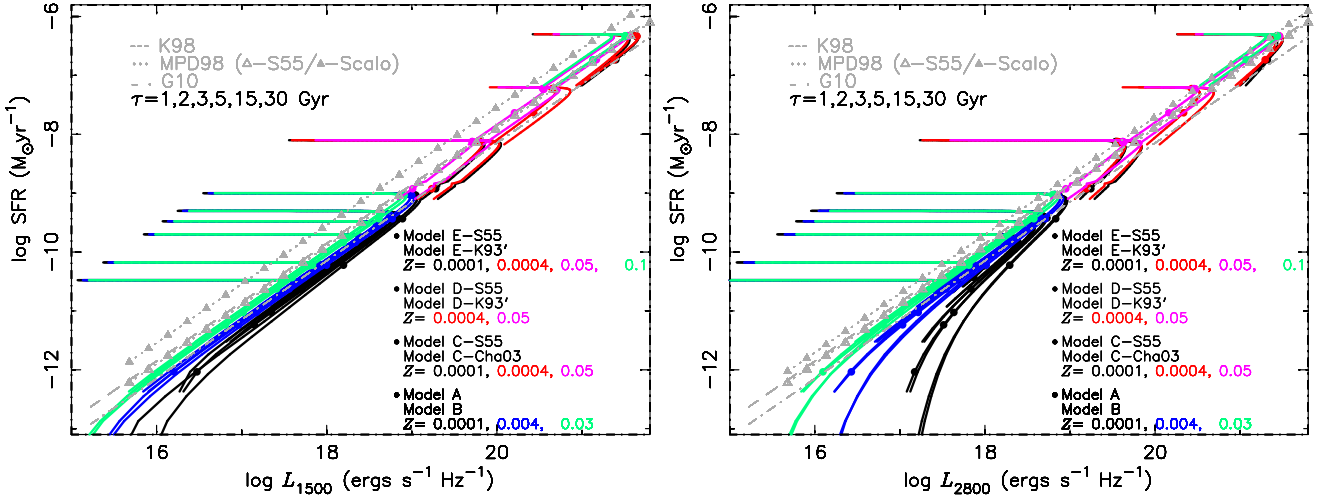 −6
−8
−10
−12
log SFR (M⊙yr⁻¹)
K98
MPD98 (△−S55/▲−Scalo)
G10
τ=1,2,3,5,15,30 Gyr
Model E−S55
Model E−K93′
Z= 0.0001, 0.0004, 0.05, 0.1
Model D−S55
Model D−K93′
Z= 0.0004, 0.05
Model C−S55
Model C−Cha03
Z= 0.0001, 0.0004, 0.05
Model A
Model B
Z= 0.0001, 0.004, 0.03
16 18 20
log L₁₅₀₀ (ergs s⁻¹ Hz⁻¹)
−6
−8
−10
−12
log SFR (M⊙yr⁻¹)
K98
MPD98 (△−S55/▲−Scalo)
G10
τ=1,2,3,5,15,30 Gyr
Model E−S55
Model E−K93′
Z= 0.0001, 0.0004, 0.05, 0.1
Model D−S55
Model D−K93′
Z= 0.0004, 0.05
Model C−S55
Model C−Cha03
Z= 0.0001, 0.0004, 0.05
Model A
Model B
Z= 0.0001, 0.004, 0.03
16 18 20
log L₂₈₀₀ (ergs s⁻¹ Hz⁻¹)